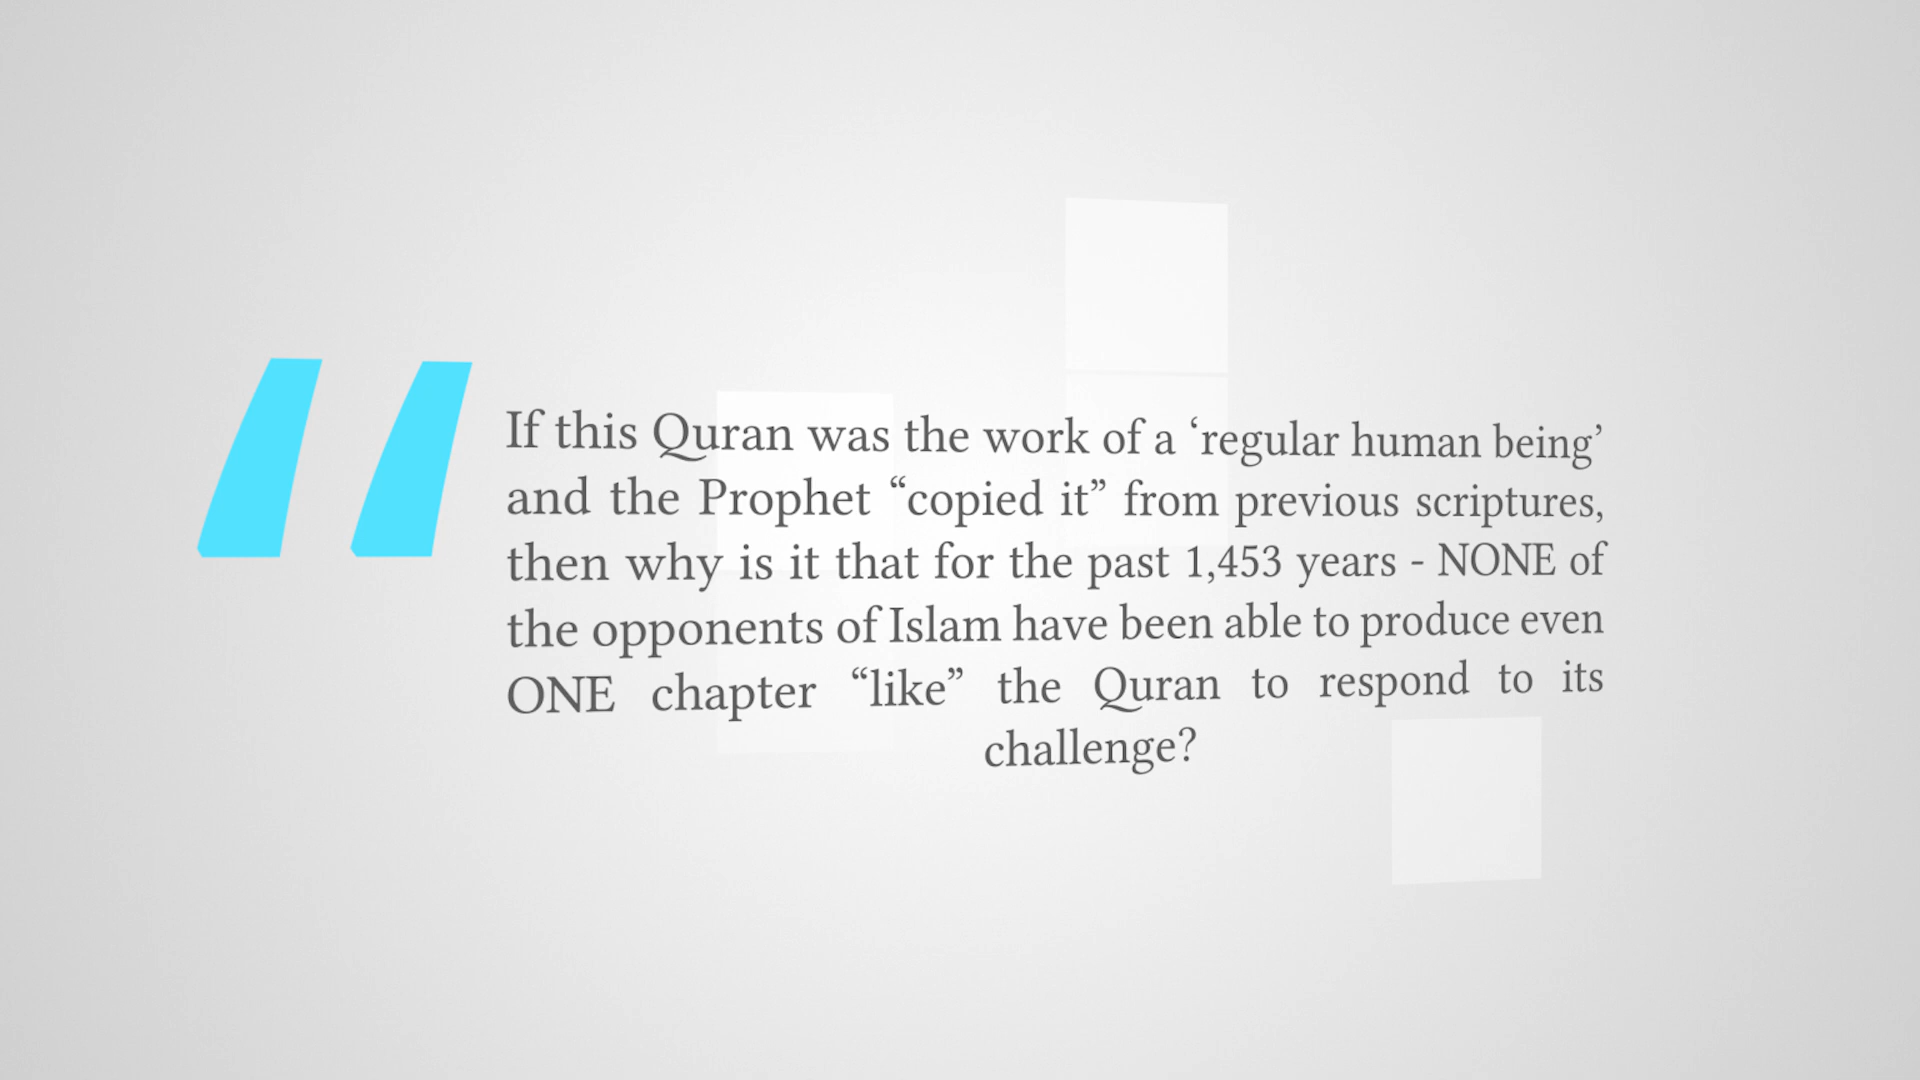 If this Quran was the work of a ‘regular human being’
and the Prophet “copied it” from previous scriptures,
then why is it that for the past 1,453 years - NONE of
the opponents of Islam have been able to produce even
ONE chapter “like” the Quran to respond to its
challenge?